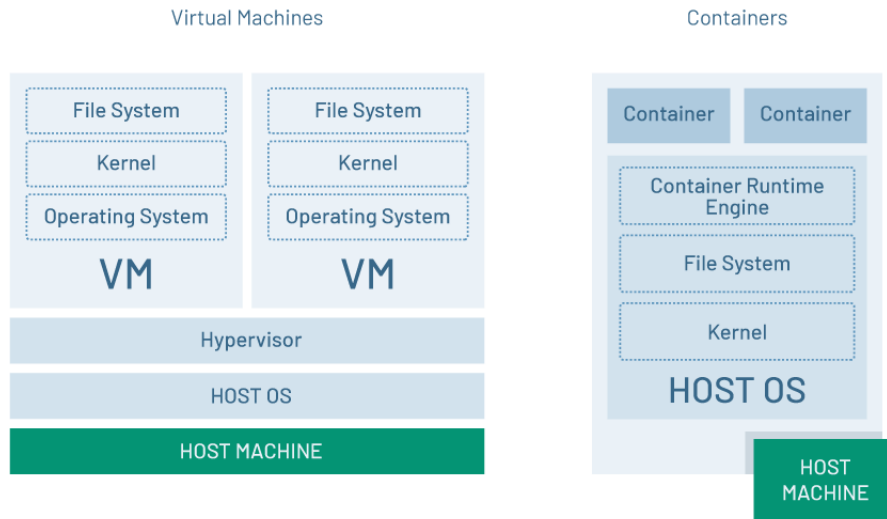 Virtual Machines
File System
Kernel
Operating System
VM
File System
Kernel
Operating System
VM
Hypervisor
HOST OS
HOST MACHINE
Containers
Container
Container
Container Runtime
Engine
File System
Kernel
HOST OS
HOST
MACHINE